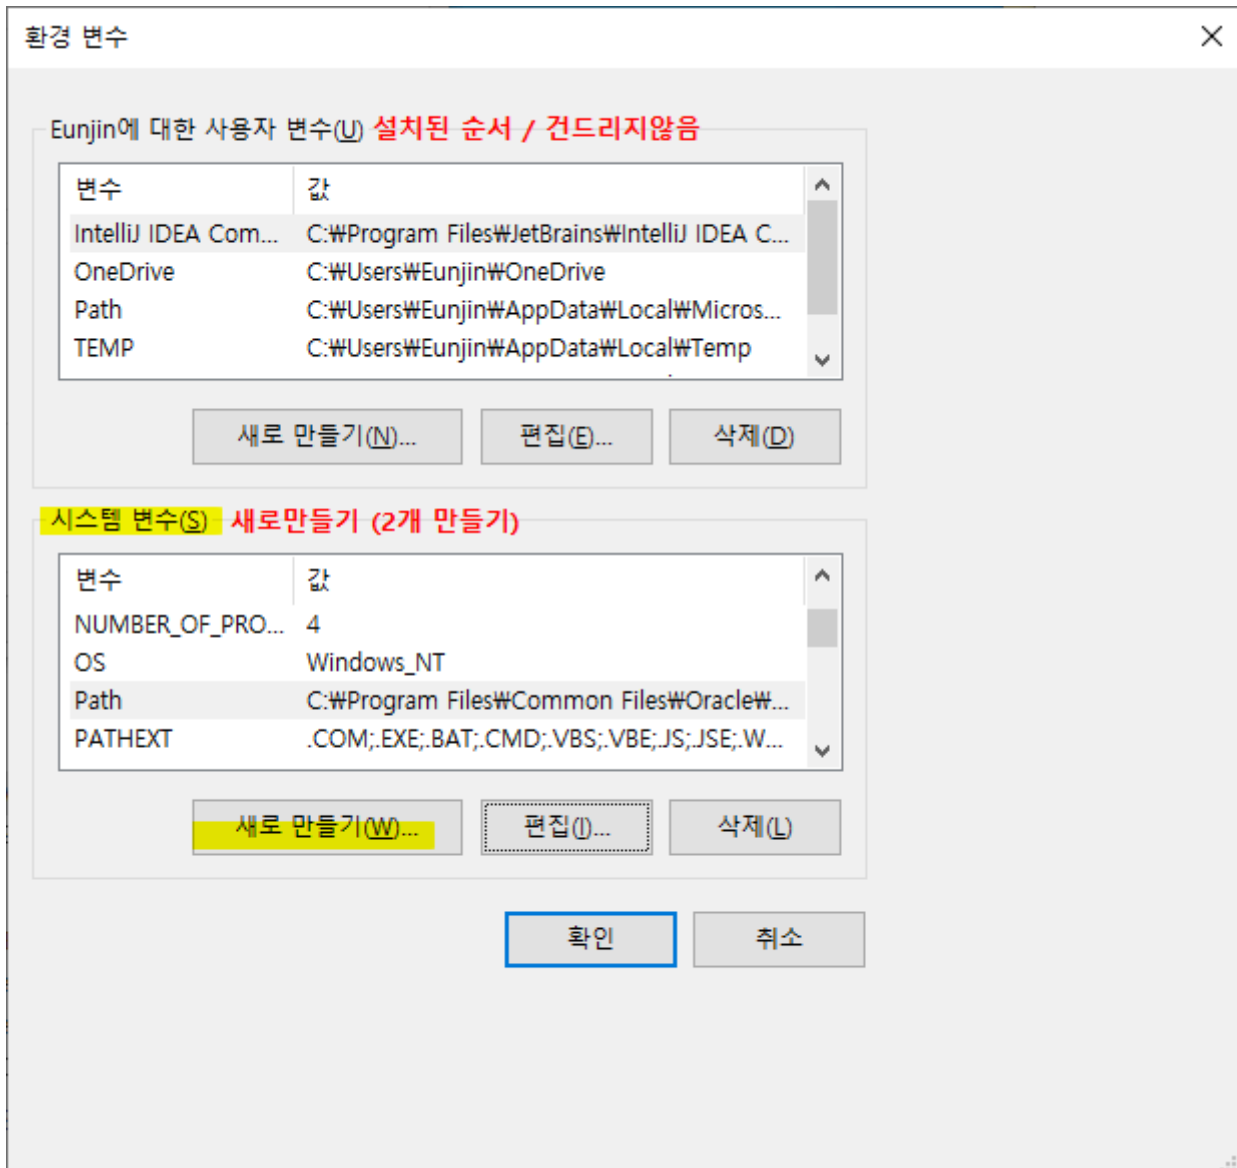 환경 변수
Eunjin에 대한 사용자 변수(U) 설치된 순서 / 건드리지않음
변수 값
IntelliJ IDEA Com... C:₩Program Files₩JetBrains₩IntelliJ IDEA C...
OneDrive C:₩Users₩Eunjin₩OneDrive
Path C:₩Users₩Eunjin₩AppData₩Local₩Micros...
TEMP C:₩Users₩Eunjin₩AppData₩Local₩Temp
새로 만들기(N)... 편집(E)... 삭제(D)
시스템 변수(S) 새로만들기 (2개 만들기)
변수 값
NUMBER_OF_PRO... 4
OS Windows_NT
Path C:₩Program Files₩Common Files₩Oracle₩...
PATHEXT .COM;.EXE;.BAT;.CMD;.VBS;.VBE;.JS;.JSE;.W...
새로 만들기(W)... 편집(I)... 삭제(L)
확인 취소